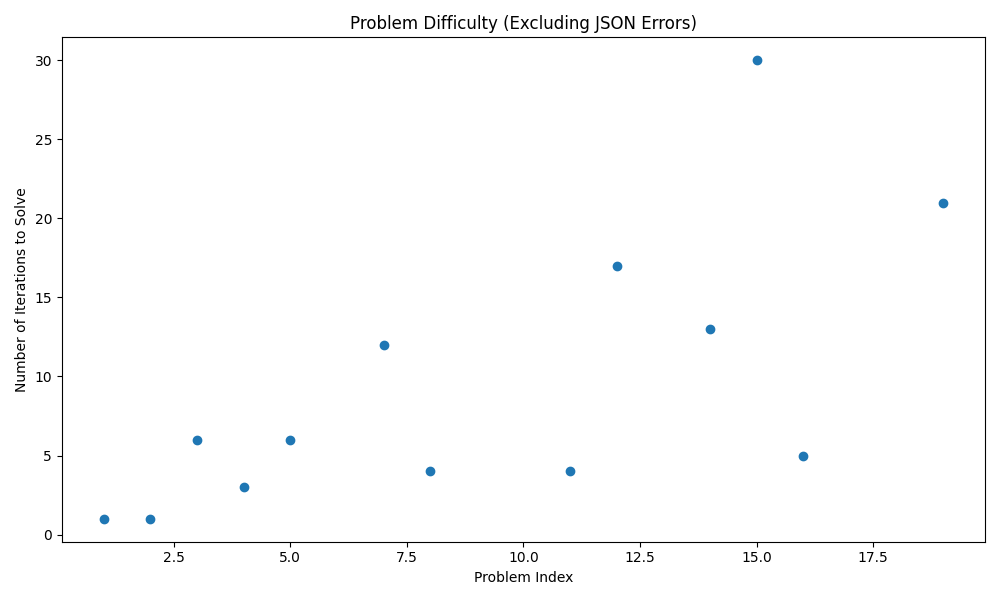 Problem Difficulty (Excluding JSON Errors)
30
25
20
15
10
5
0
Number of Iterations to Solve
2.5 5.0 7.5 10.0 12.5 15.0 17.5
Problem Index